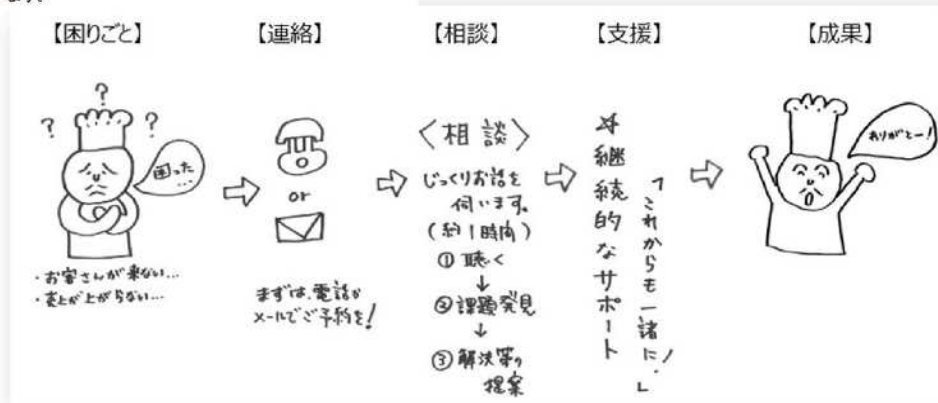 【困りごと】
【連絡】
【相談】
【支援】
【成果】
? ? ?
困った
...
・お客さんが来ない...
・売上が上がらない...
or
まずは、電話か
メールでご予約を!
〈相談〉
じっくりお話を
伺います。
(約1時間)
①聴く
↓
②課題発見
↓
③解決策の
提案
☆継続的なサポート
「これからも一諸に!」
ありがとー!